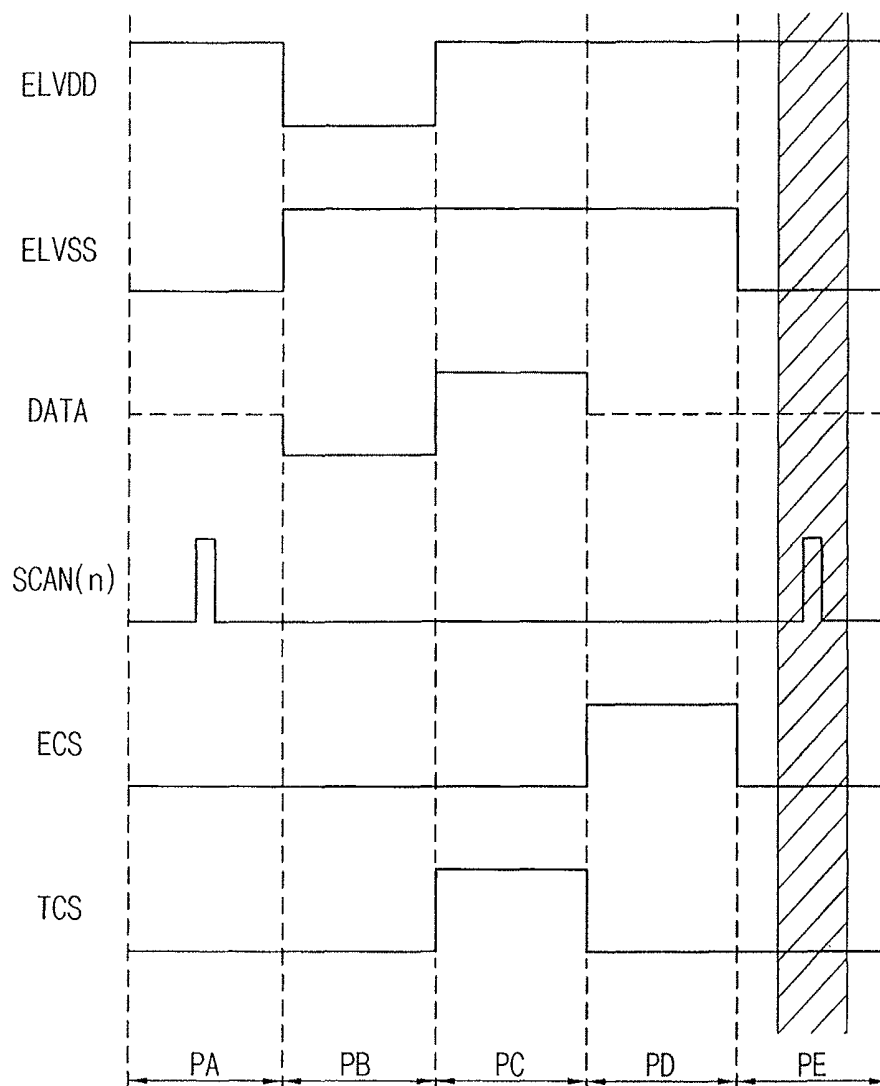 ELVDD
ELVSS
DATA
SCAN(n)
ECS
TCS
PA PB PC PD PE